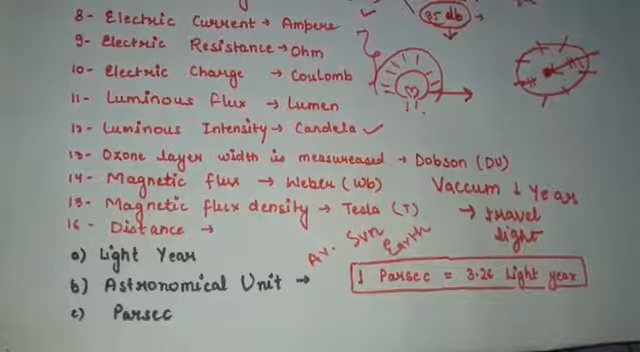 8- Electric Current → Ampere ✓
85 db →
9- Electric Resistance → Ohm
10- Electric Charge → Coulomb
11- Luminous flux → Lumen
12- Luminous Intensity → Candela ✓
13- Ozone layer width is measureased → Dobson (DU)
14- Magnetic flux → Weber (Wb)
Vaccum 1 year
15- Magnetic flux density → Tesla (T)
→ travel
light
16- Distance →
a) Light Year
Av. Sun
Earth
b) Astronomical Unit →
1 Parsec = 3.26 Light year
c) Parsec